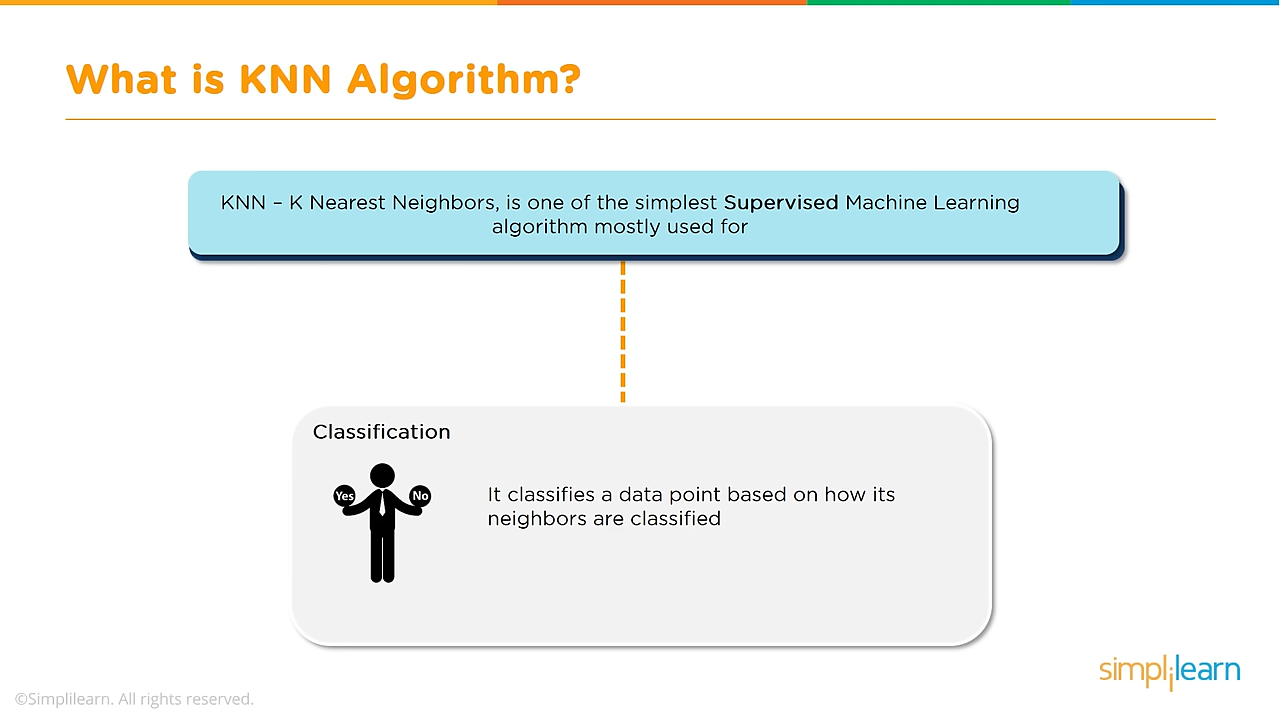 What is KNN Algorithm?
KNN – K Nearest Neighbors, is one of the simplest Supervised Machine Learning
algorithm mostly used for
Classification
Yes
No
It classifies a data point based on how its
neighbors are classified
simplilearn
©Simplilearn. All rights reserved.